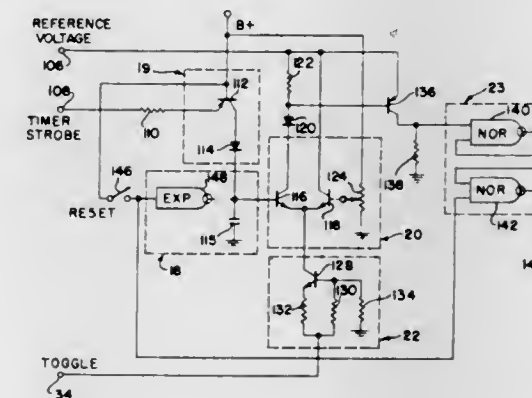 REFERENCE
VOLTAGE
B+
106
19
122
23
108
112
136
140
TIMER
STROBE
110
NOR
114
120
146
148
124
138
RESET
EXP
116
118
NOR
115
142
20
18
128
132
130
134
22
TOGGLE
34